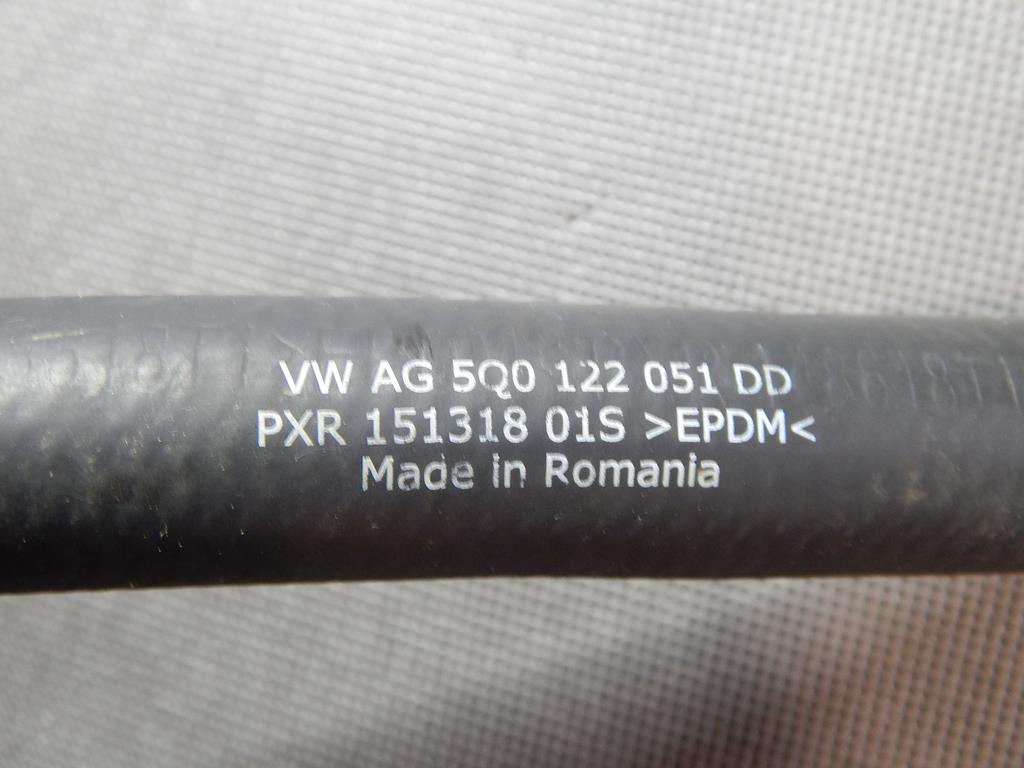 VW AG 5Q0 122 051 DD
PXR 151318 01S >EPDM<
Made in Romania